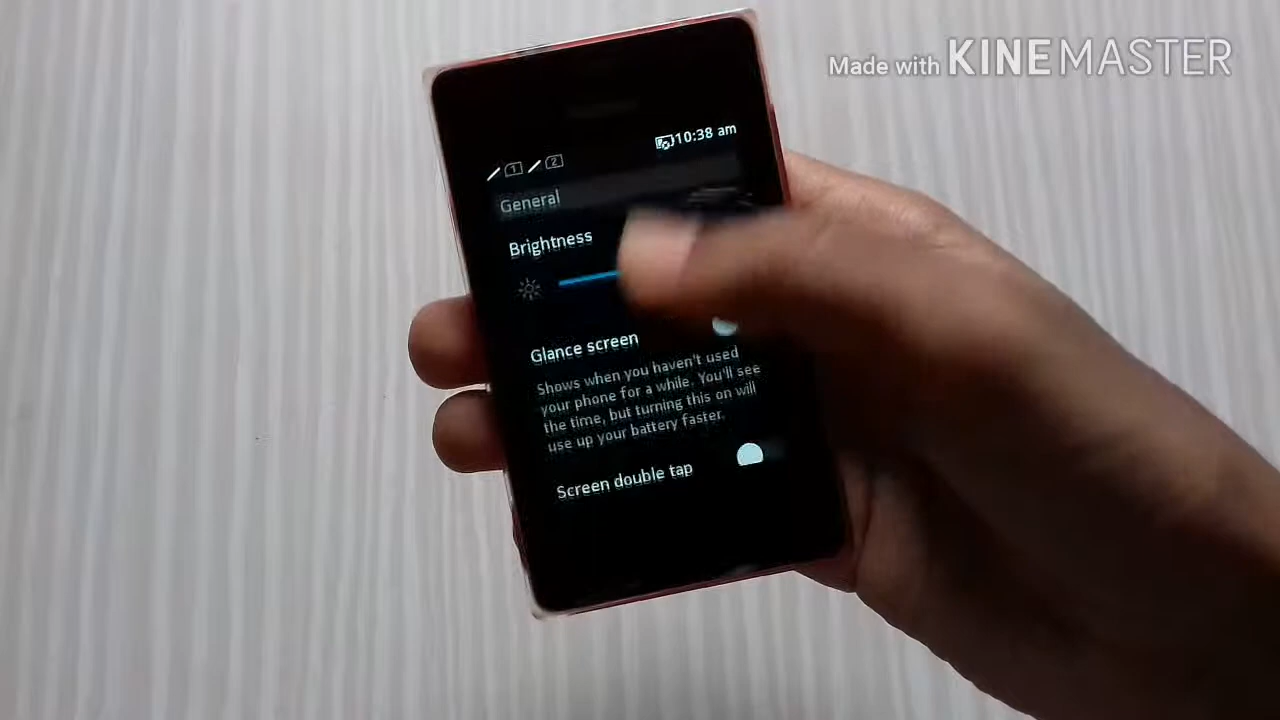 Made with KINEMASTER
10:38 am
1 2
General
Brightness
Glance screen
Shows when you haven't used
your phone for a while. You'll see
the time, but turning this on will
use up your battery faster.
Screen double tap